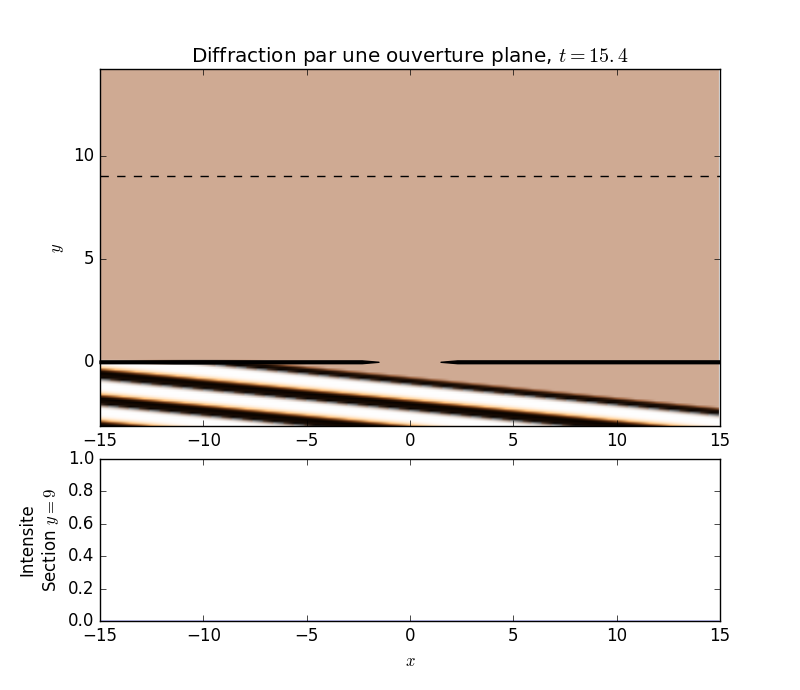 Diffraction par une ouverture plane, t = 15.4
10
5
0
y
−15 −10 −5 0 5 10 15
1.0
0.8
0.6
0.4
0.2
0.0
Intensite
Section y = 9
−15 −10 −5 0 5 10 15
x